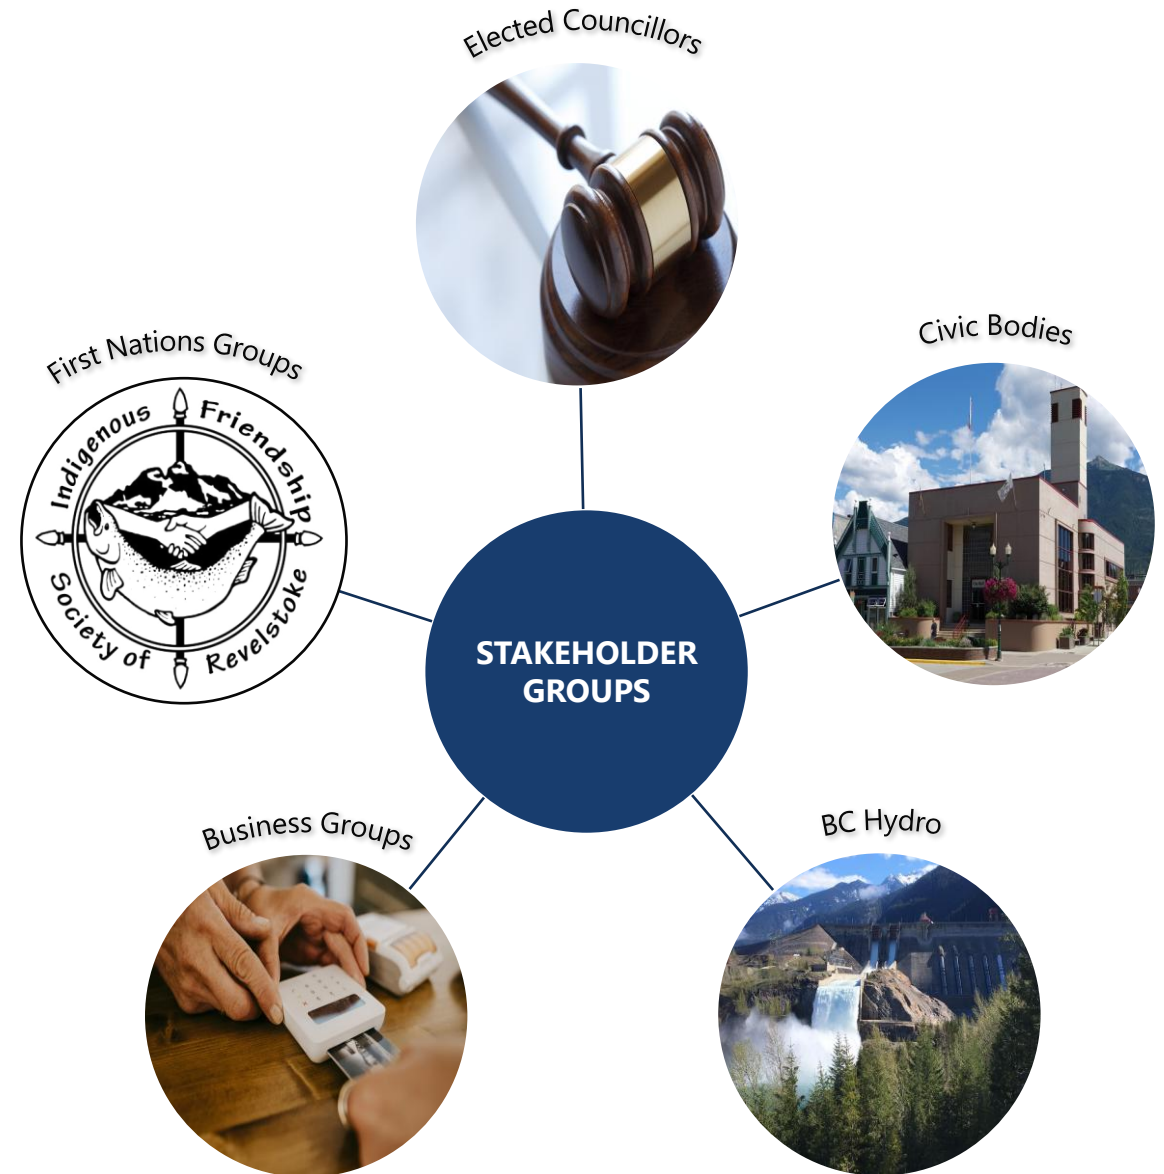 Elected Councillors
Civic Bodies
First Nations Groups
Indigenous Friendship
Society of Revelstoke
STAKEHOLDER
GROUPS
Business Groups
BC Hydro